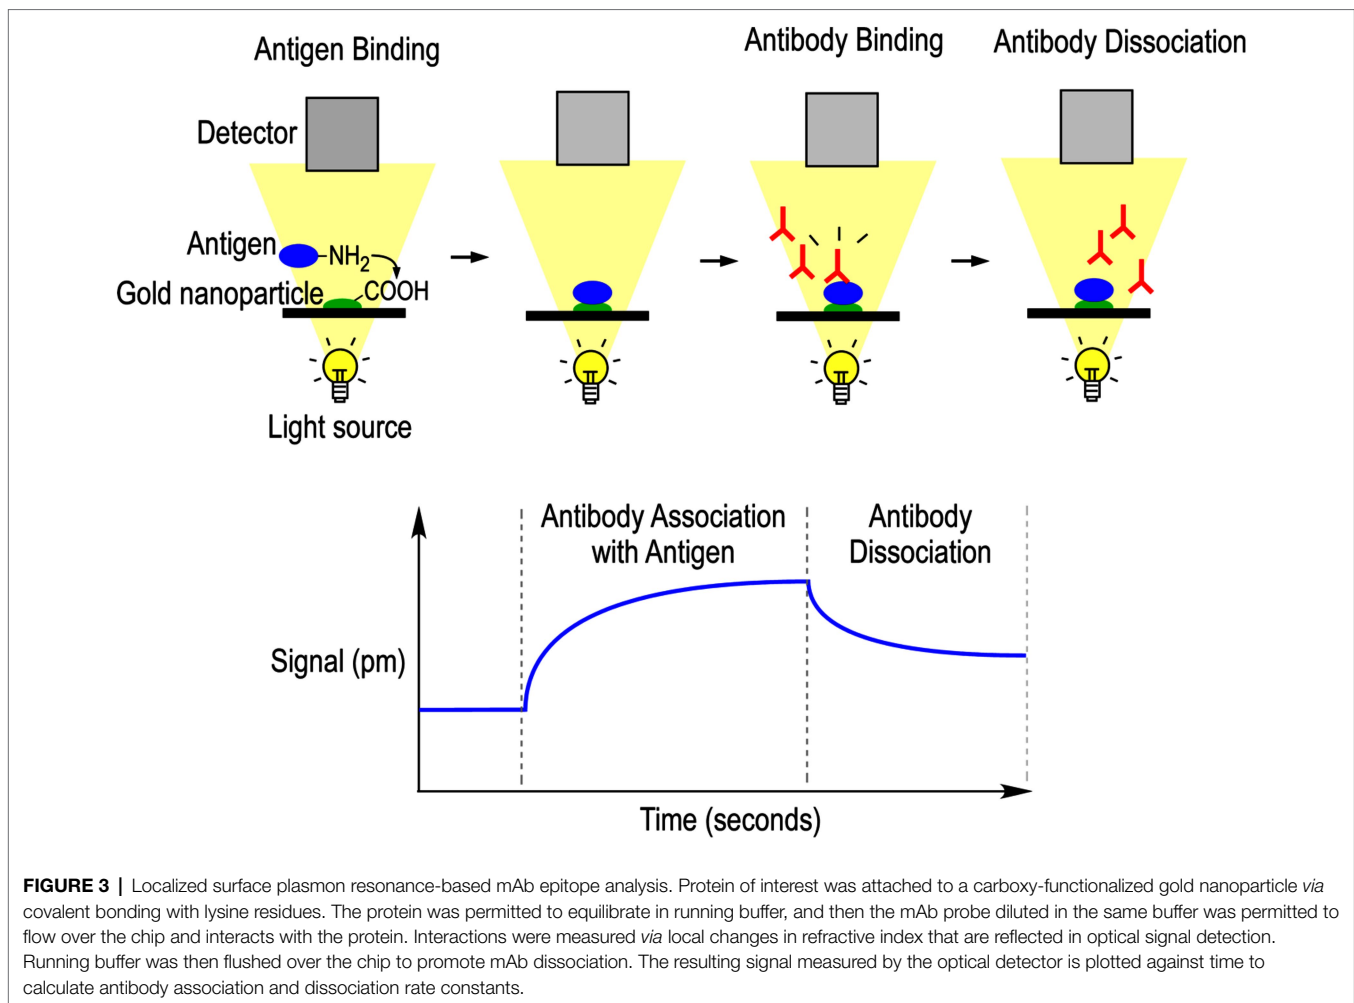 Antigen Binding
Antibody Binding
Antibody Dissociation
Detector
Antigen
NH2
Gold nanoparticle
COOH
Light source
Antibody Association
with Antigen
Antibody
Dissociation
Signal (pm)
Time (seconds)
FIGURE 3 | Localized surface plasmon resonance-based mAb epitope analysis. Protein of interest was attached to a carboxy-functionalized gold nanoparticle via
covalent bonding with lysine residues. The protein was permitted to equilibrate in running buffer, and then the mAb probe diluted in the same buffer was permitted to
flow over the chip and interacts with the protein. Interactions were measured via local changes in refractive index that are reflected in optical signal detection.
Running buffer was then flushed over the chip to promote mAb dissociation. The resulting signal measured by the optical detector is plotted against time to
calculate antibody association and dissociation rate constants.